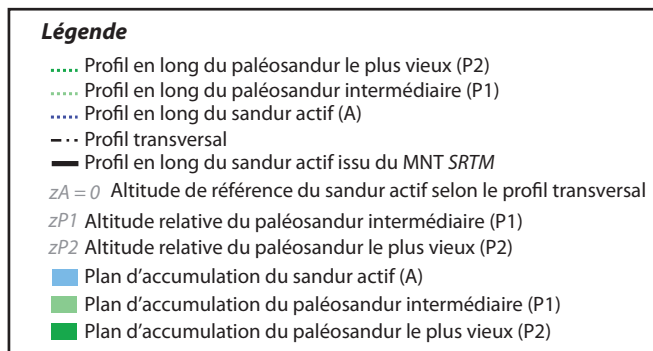 Légende
Profil en long du paléosandur le plus vieux (P2)
Profil en long du paléosandur intermédiaire (P1)
Profil en long du sandur actif (A)
Profil transversal
Profil en long du sandur actif issu du MNT SRTM
zA = 0 Altitude de référence du sandur actif selon le profil transversal
zP1 Altitude relative du paléosandur intermédiaire (P1)
zP2 Altitude relative du paléosandur le plus vieux (P2)
Plan d'accumulation du sandur actif (A)
Plan d'accumulation du paléosandur intermédiaire (P1)
Plan d'accumulation du paléosandur le plus vieux (P2)